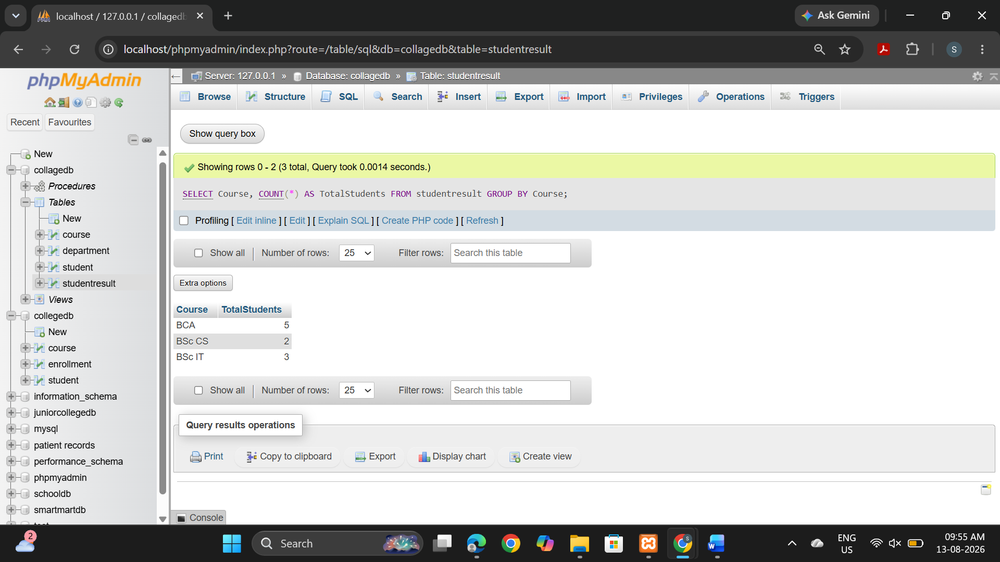 localhost / 127.0.0.1 / collagedb
Ask Gemini
localhost/phpmyadmin/index.php?route=/table/sql&db=collagedb&table=studentresult
S
phpMyAdmin
Recent
Favourites
New
collagedb
Procedures
Tables
New
course
department
student
studentresult
Views
collegedb
New
course
enrollment
student
information_schema
juniorcollegedb
mysql
patient records
performance_schema
phpmyadmin
schooldb
smartmartdb
Server: 127.0.0.1 » Database: collagedb » Table: studentresult
Browse
Structure
SQL
Search
Insert
Export
Import
Privileges
Operations
Triggers
Show query box
Showing rows 0 - 2 (3 total, Query took 0.0014 seconds.)
SELECT Course, COUNT(*) AS TotalStudents FROM studentresult GROUP BY Course;
Profiling [ Edit inline ] [ Edit ] [ Explain SQL ] [ Create PHP code ] [ Refresh ]
Show all | Number of rows: 25 Filter rows: Search this table
Extra options
Course TotalStudents
BCA 5
BSc CS 2
BSc IT 3
Show all | Number of rows: 25 Filter rows: Search this table
Query results operations
Print
Copy to clipboard
Export
Display chart
Create view
Console
2
Search
S
ENG
US
09:55 AM
13-08-2026